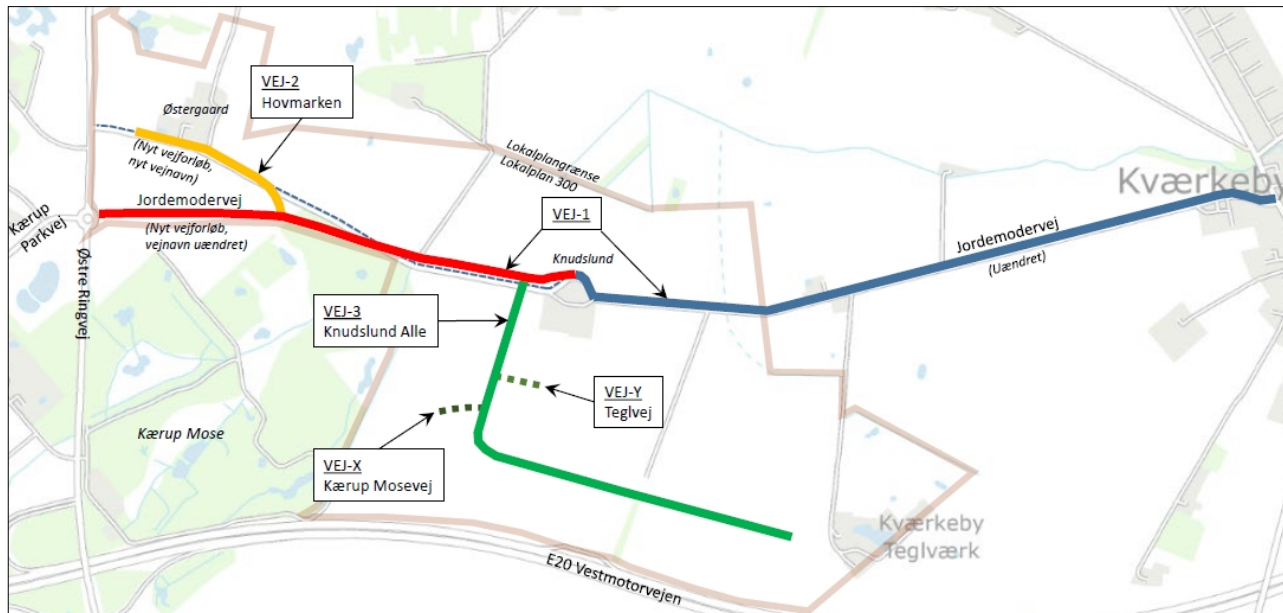 VEJ-2
Hovmarken
Østergaard
(Nyt vejforløb,
nyt vejnavn)
Lokalplangrænse
Lokalplan 300
Kværkeby
Jordemodervej
(Nyt vejforløb,
vejnavn uændret)
Kærup
Parkvej
VEJ-1
Jordemodervej
(Uændret)
Knudslund
Østre Ringvej
VEJ-3
Knudslund Alle
VEJ-Y
Teglvej
Kærup Mose
VEJ-X
Kærup Mosevej
Kværkeby
Teglværk
E20 Vestmotorvejen